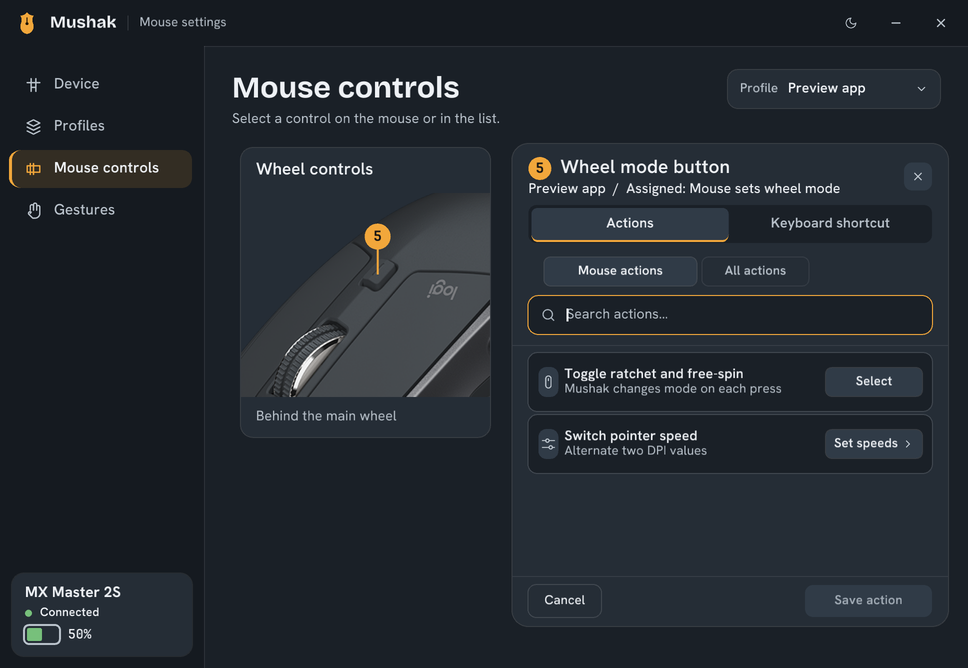 Mushak
Mouse settings
Device
Profiles
Mouse controls
Gestures
MX Master 2S
Connected
50%
Mouse controls
Select a control on the mouse or in the list.
Profile Preview app
Wheel controls
5
logi
Behind the main wheel
5 Wheel mode button
Preview app / Assigned: Mouse sets wheel mode
Actions
Keyboard shortcut
Mouse actions
All actions
Search actions...
Toggle ratchet and free-spin
Mushak changes mode on each press
Select
Switch pointer speed
Alternate two DPI values
Set speeds
Cancel
Save action